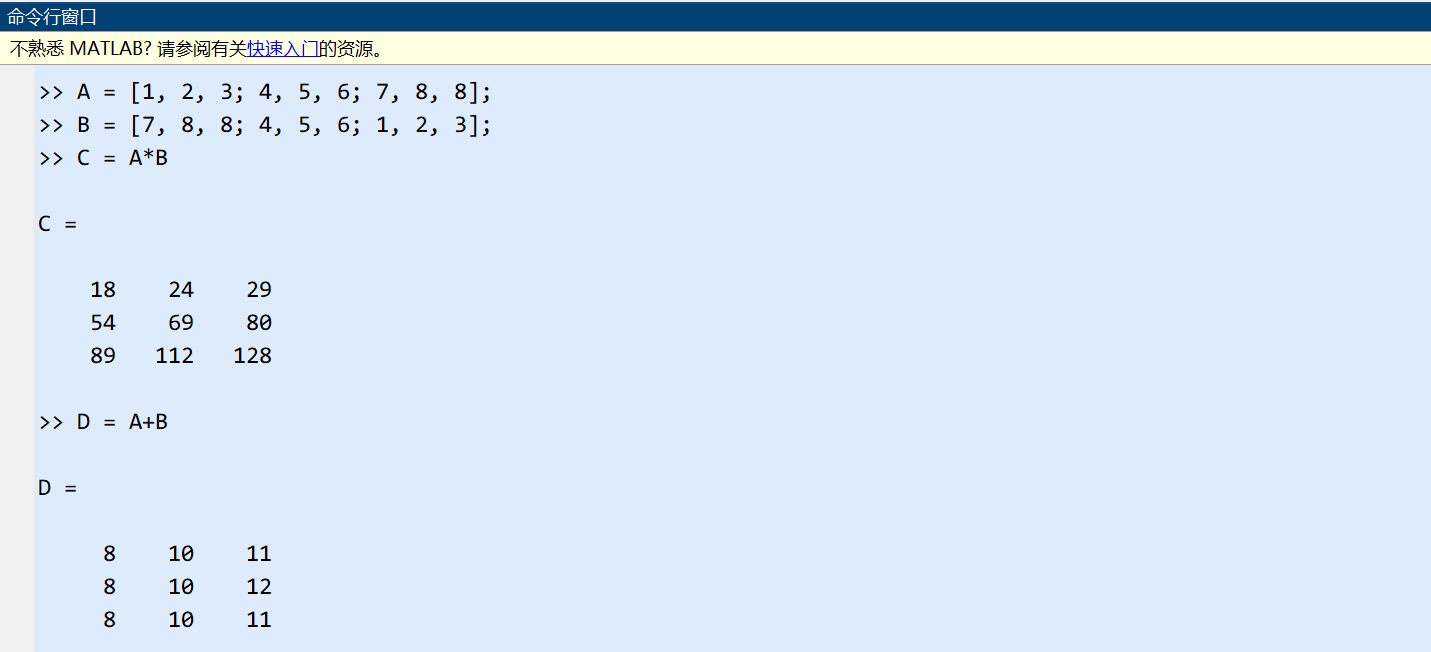 命令行窗口
不熟悉 MATLAB? 请参阅有关快速入门的资源。
>> A = [1, 2, 3; 4, 5, 6; 7, 8, 8];
>> B = [7, 8, 8; 4, 5, 6; 1, 2, 3];
>> C = A*B
C =
18 24 29
54 69 80
89 112 128
>> D = A+B
D =
8 10 11
8 10 12
8 10 11